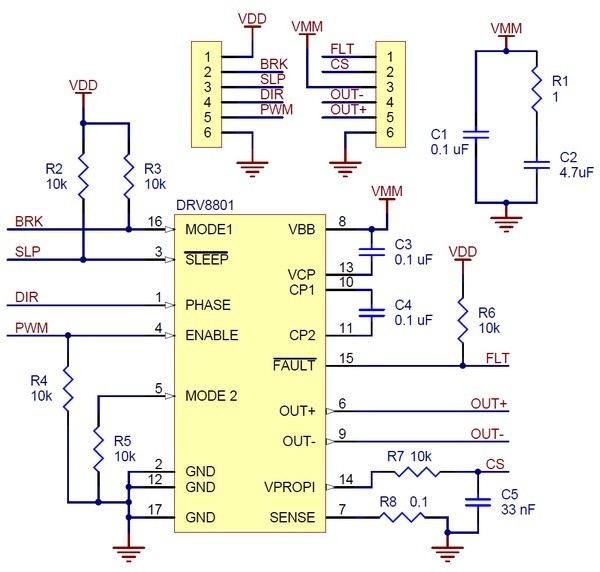 VDD
1
2 BRK
3 SLP
4 DIR
5 PWM
6
VMM
FLT 1
CS 2
3
OUT- 4
OUT+ 5
6
VMM
R1
1
C1
0.1 uF
C2
4.7uF
VDD
R2
10k
R3
10k
DRV8801
BRK 16 MODE1
SLP 3 SLEEP
DIR 1 PHASE
PWM 4 ENABLE
R4
10k
5 MODE 2
R5
10k
2 GND
12 GND
17 GND
VMM
VBB 8
C3
0.1 uF
VCP 13
CP1 10
C4
0.1 uF
CP2 11
VDD
R6
10k
FAULT 15 FLT
OUT+ 6 OUT+
OUT- 9 OUT-
R7 10k CS
VPROPI 14
R8 0.1
SENSE 7
C5
33 nF